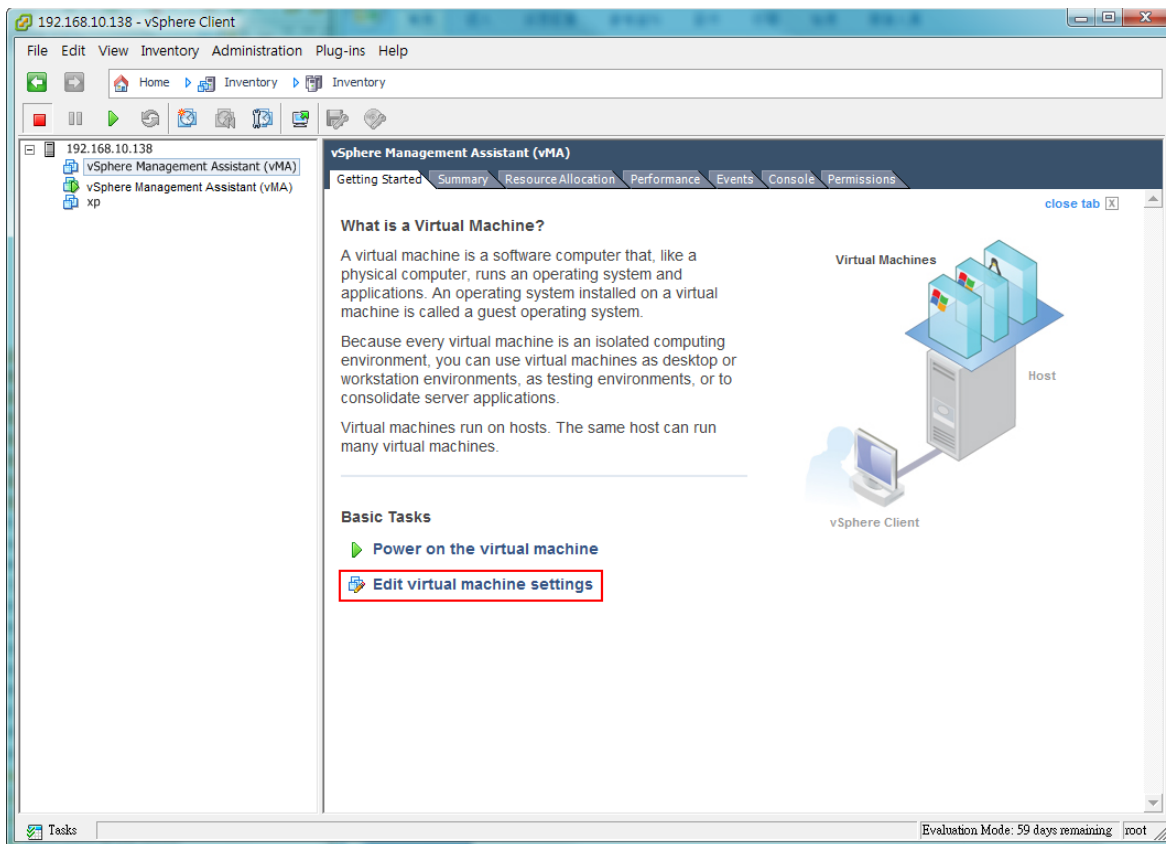 192.168.10.138 - vSphere Client
File Edit View Inventory Administration Plug-ins Help
Home Inventory Inventory
192.168.10.138
vSphere Management Assistant (vMA)
vSphere Management Assistant (vMA)
xp
vSphere Management Assistant (vMA)
Getting Started Summary Resource Allocation Performance Events Console Permissions
close tab X
What is a Virtual Machine?
A virtual machine is a software computer that, like a
physical computer, runs an operating system and
applications. An operating system installed on a virtual
machine is called a guest operating system.
Because every virtual machine is an isolated computing
environment, you can use virtual machines as desktop or
workstation environments, as testing environments, or to
consolidate server applications.
Virtual machines run on hosts. The same host can run
many virtual machines.
Virtual Machines
Host
vSphere Client
Basic Tasks
Power on the virtual machine
Edit virtual machine settings
Tasks
Evaluation Mode: 59 days remaining root